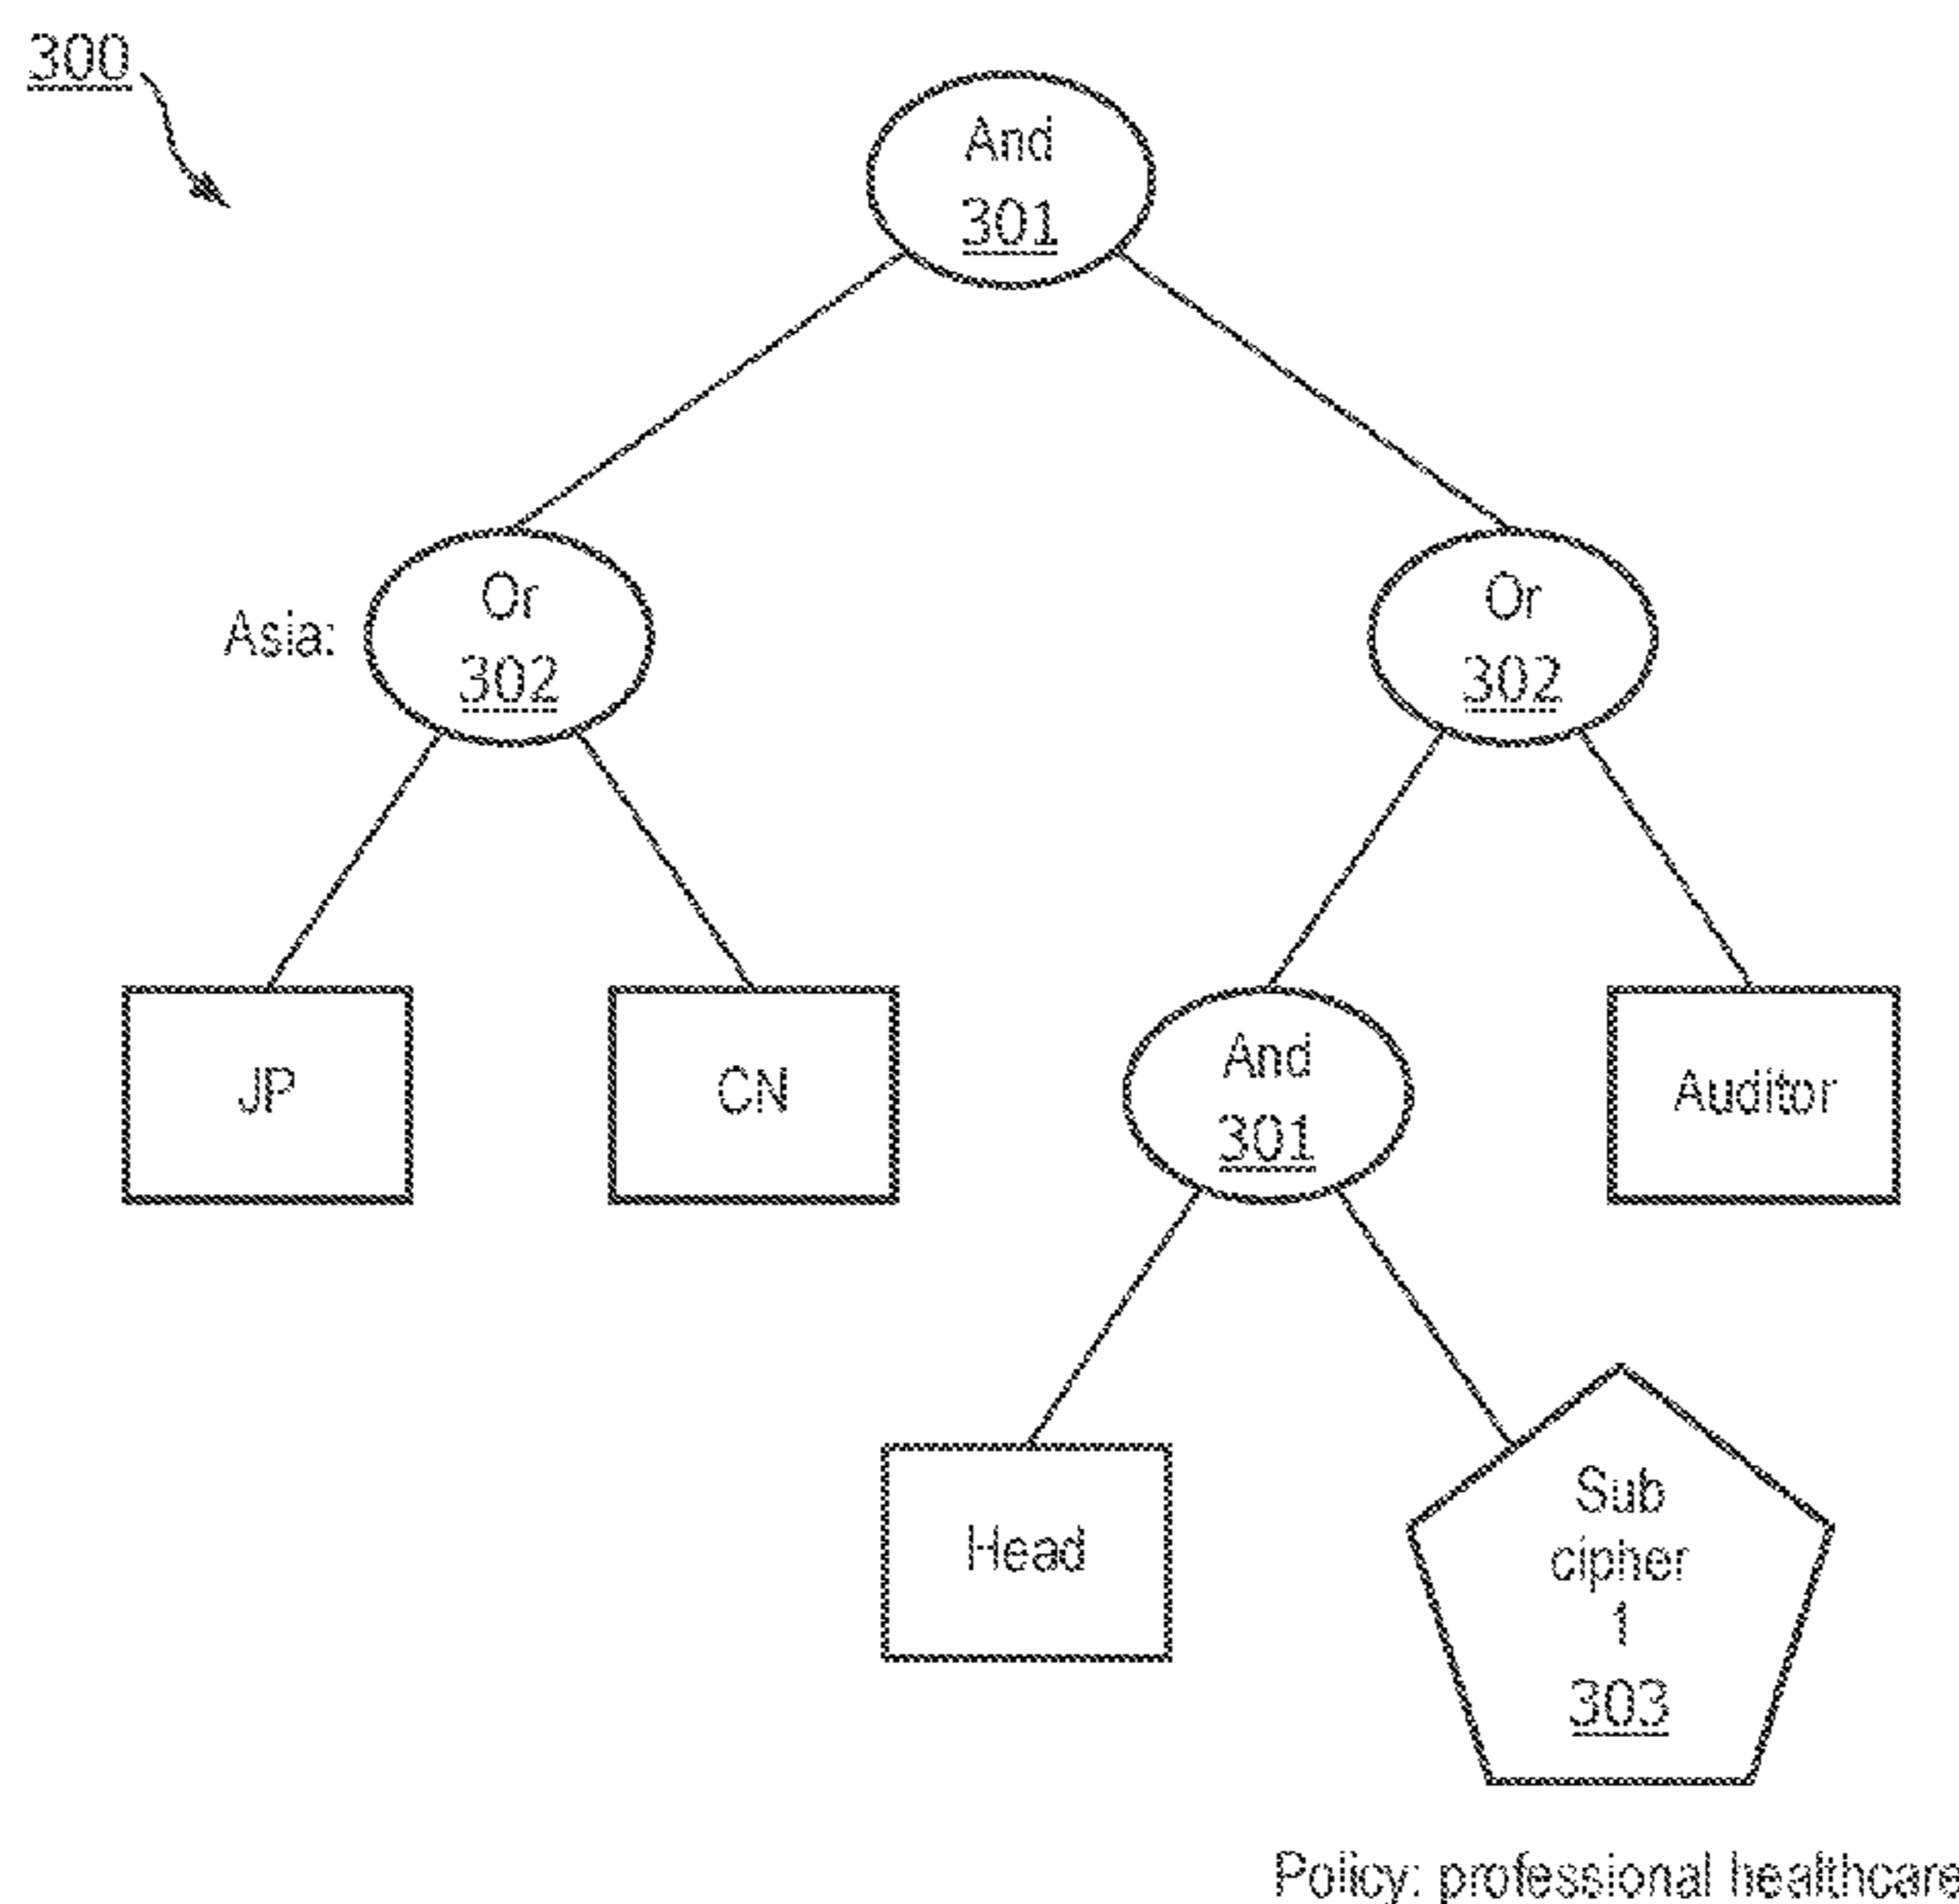 300
And
301
Or
302
Asia:
Or
302
JP
CN
And
301
Auditor
Head
Sub
cipher
1
303
Policy: professional healthcare